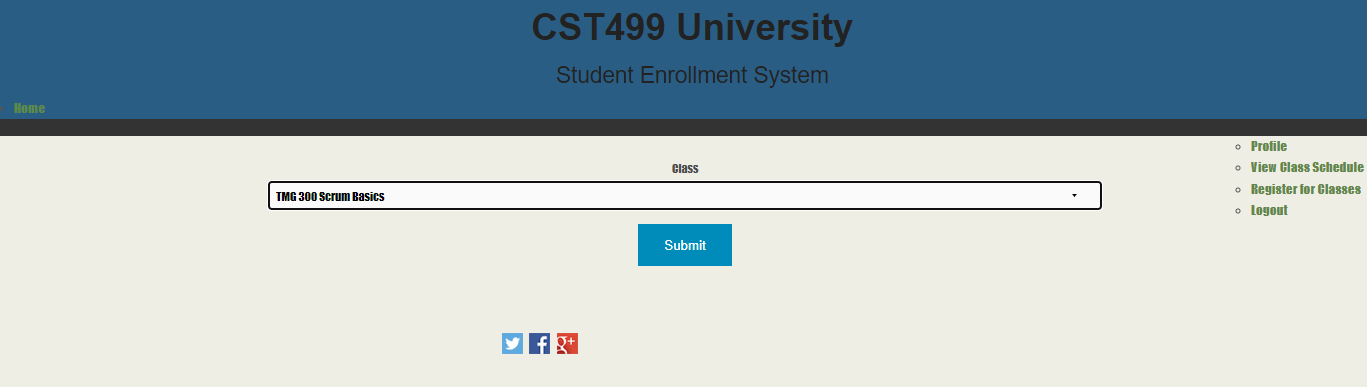 CST499 University
Student Enrollment System
Home
Profile
View Class Schedule
Register for Classes
Logout
Class
TMG 300 Scrum Basics
Submit
g+